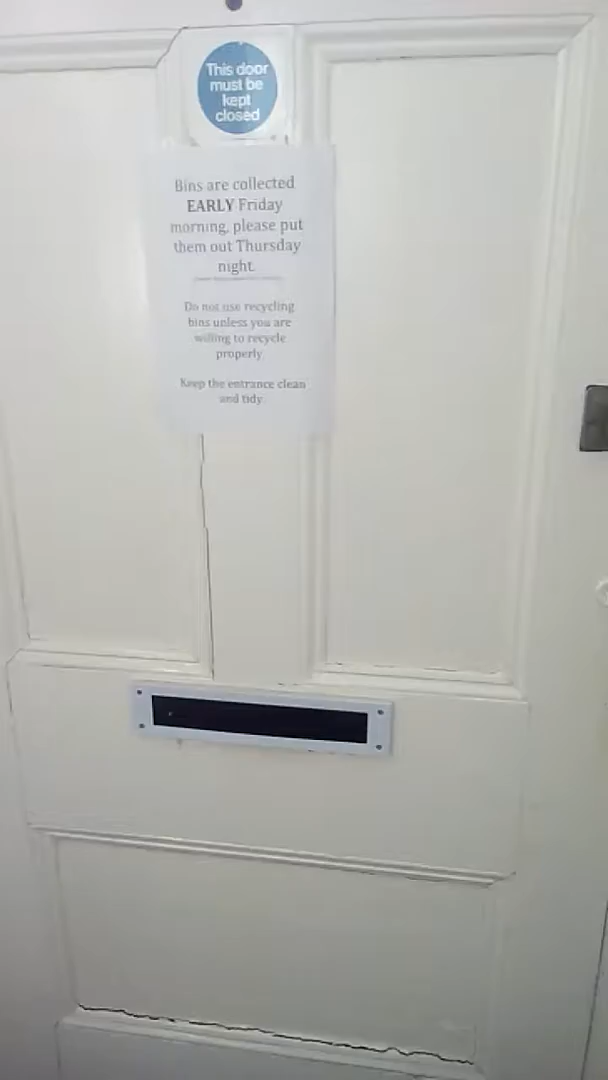 This door
must be
kept
closed
Bins are collected
EARLY Friday
morning, please put
them out Thursday
night.
Do not use recycling
bins unless you are
willing to recycle
properly
Keep the entrance clean
and tidy.